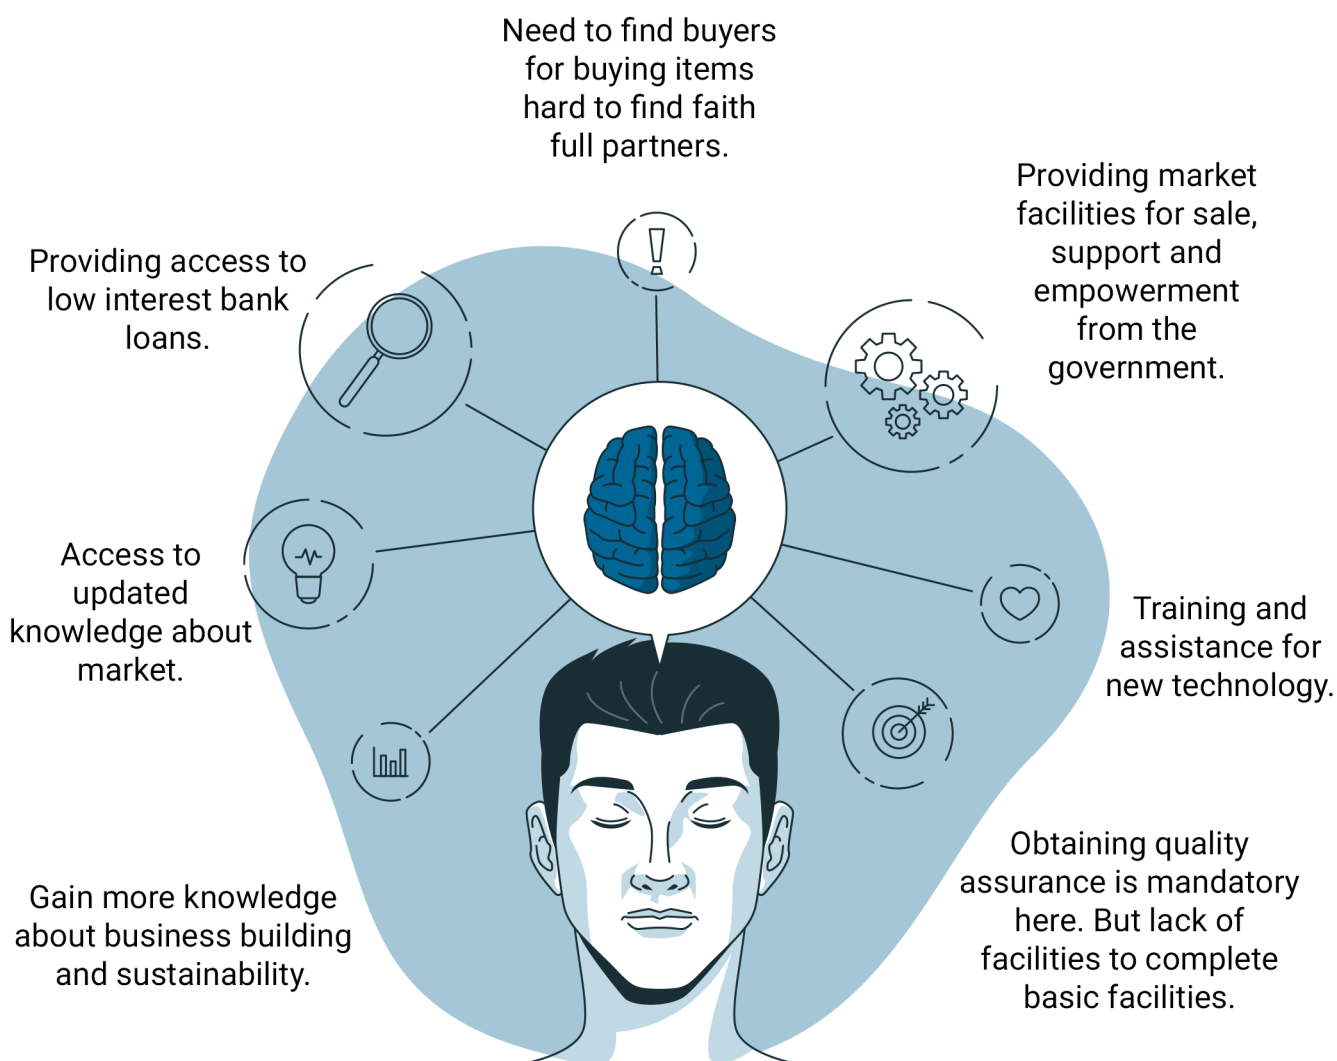 Need to find buyers
for buying items
hard to find faith
full partners.
Providing market
facilities for sale,
support and
empowerment
from the
government.
Providing access to
low interest bank
loans.
Access to
updated
knowledge about
market.
Training and
assistance for
new technology.
Gain more knowledge
about business building
and sustainability.
Obtaining quality
assurance is mandatory
here. But lack of
facilities to complete
basic facilities.